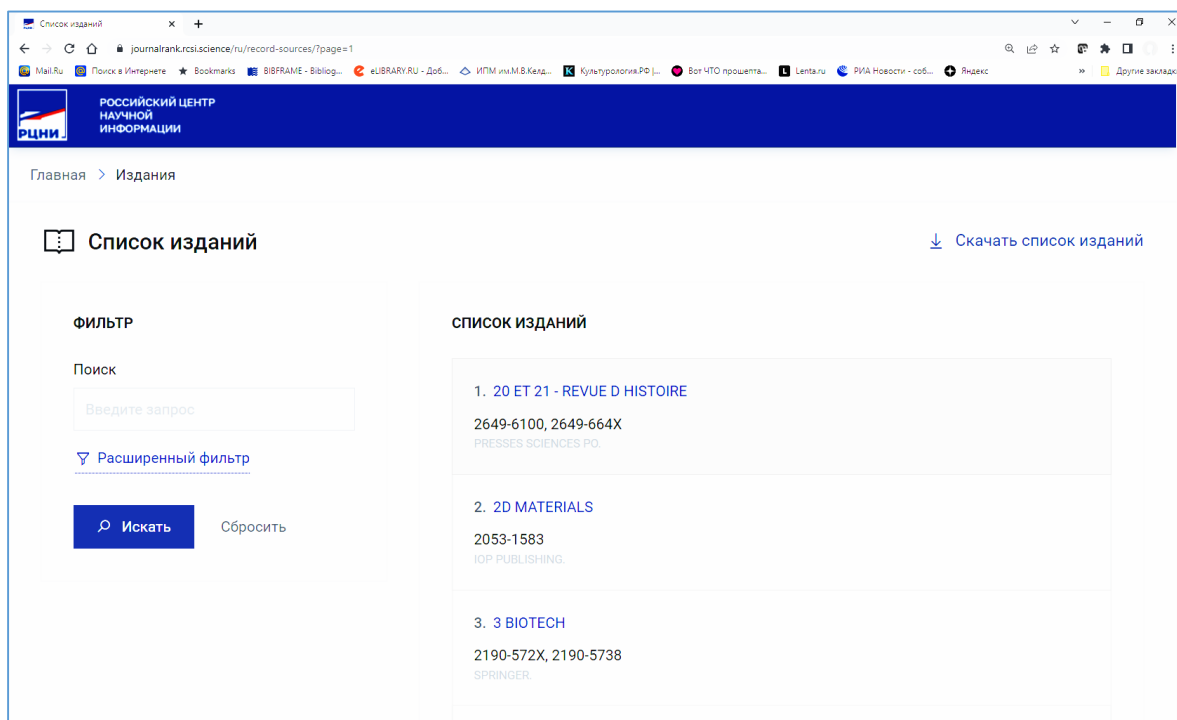 Список изданий
journalrank.rcsi.science/ru/record-sources/?page=1
Mail.Ru Поиск в Интернете Bookmarks BIBFRAME - Bibliog... eLIBRARY.RU - Доб... ИПМ им.М.В.Келд... Культурология.РФ |... Вот ЧТО прошепта... Lenta.ru РИА Новости - соб... Яндекс » Другие закладк
РОССИЙСКИЙ ЦЕНТР
НАУЧНОЙ
ИНФОРМАЦИИ
РЦНИ
Главная > Издания
Список изданий
Скачать список изданий
ФИЛЬТР
Поиск
Введите запрос
Расширенный фильтр
Искать Сбросить
СПИСОК ИЗДАНИЙ
1. 20 ET 21 - REVUE D HISTOIRE
2649-6100, 2649-664X
PRESSES SCIENCES PO.
2. 2D MATERIALS
2053-1583
IOP PUBLISHING.
3. 3 BIOTECH
2190-572X, 2190-5738
SPRINGER.